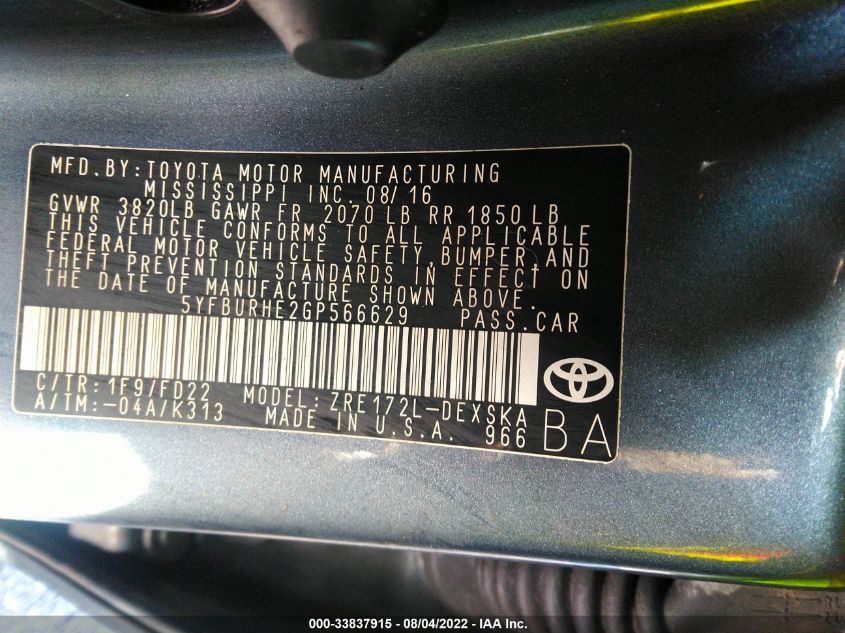 MFD.BY:TOYOTA MOTOR MANUFACTURING
MISSISSIPPI INC. 08/16
GVWR 3820LB GAWR FR 2070 LB RR 1850 LB
THIS VEHICLE CONFORMS TO ALL APPLICABLE
FEDERAL MOTOR VEHICLE SAFETY, BUMPER AND
THEFT PREVENTION STANDARDS IN EFFECT ON
THE DATE OF MANUFACTURE SHOWN ABOVE.
5YFBURHE2GP566629 PASS.CAR
C/TR:1F9/FD22 MODEL:ZRE172L-DEXSKA
A/TM:-04A/K313 MADE IN U.S.A. 966
BA
000-33837915 - 08/04/2022 - IAA Inc.